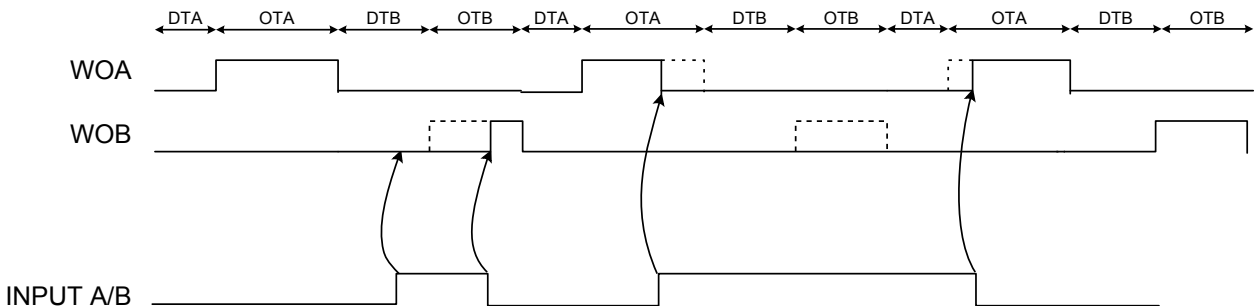 DTA OTA DTB OTB DTA OTA DTB OTB DTA OTA DTB OTB
WOA
WOB
INPUT A/B